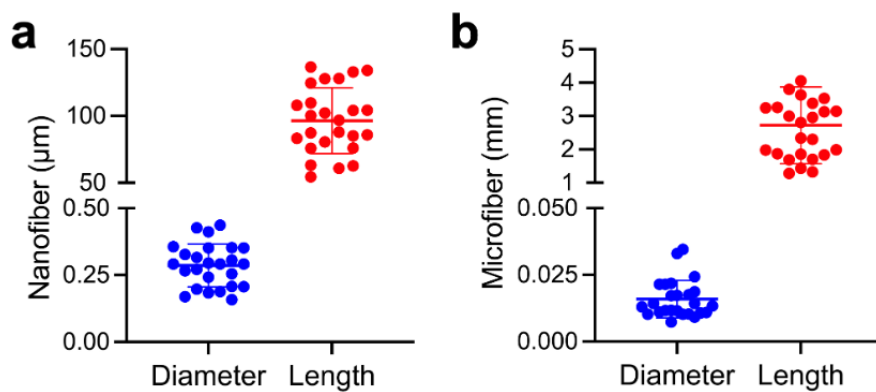 a
Nanofiber (μm)
150
100
50
0.50
0.25
0.00
Diameter Length
b
Microfiber (mm)
5
4
3
2
1
0.050
0.025
0.000
Diameter Length